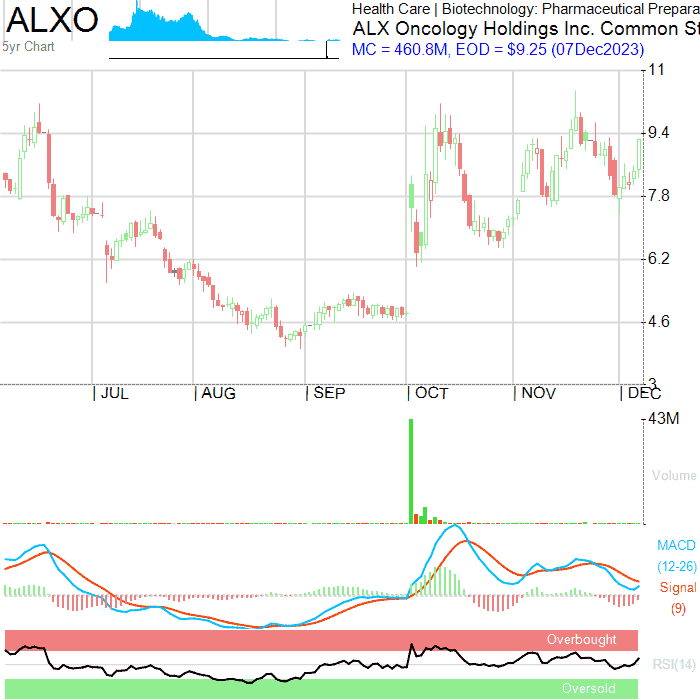 ALXO
5yr Chart
Health Care | Biotechnology: Pharmaceutical Prepara
ALX Oncology Holdings Inc. Common St
MC = 460.8M, EOD = $9.25 (07Dec2023)
11
9.4
7.8
6.2
4.6
3
JUL AUG SEP OCT NOV DEC
43M
Volume
MACD
(12-26)
Signal
(9)
Overbought
RSI(14)
Oversold